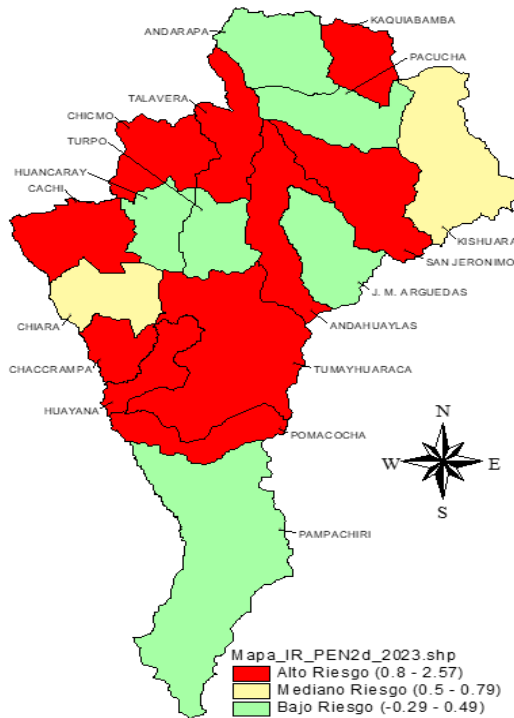 KAQUIABAMBA
ANDARAPA
PACUCHA
TALAVERA
CHICMO
TURPO
HUANCARAY
CACHI
KISHUARA
SAN JERONIMO
J. M. ARGUEDAS
CHIARA
ANDAHUAYLAS
CHACCRAMPA
TUMAYHUARACA
HUAYANA
POMACOCHA
N
W E
S
PAMPACHIRI
Mapa_IR_PEN2d_2023.shp
Alto Riesgo (0.8 - 2.57)
Mediano Riesgo (0.5 - 0.79)
Bajo Riesgo (-0.29 - 0.49)